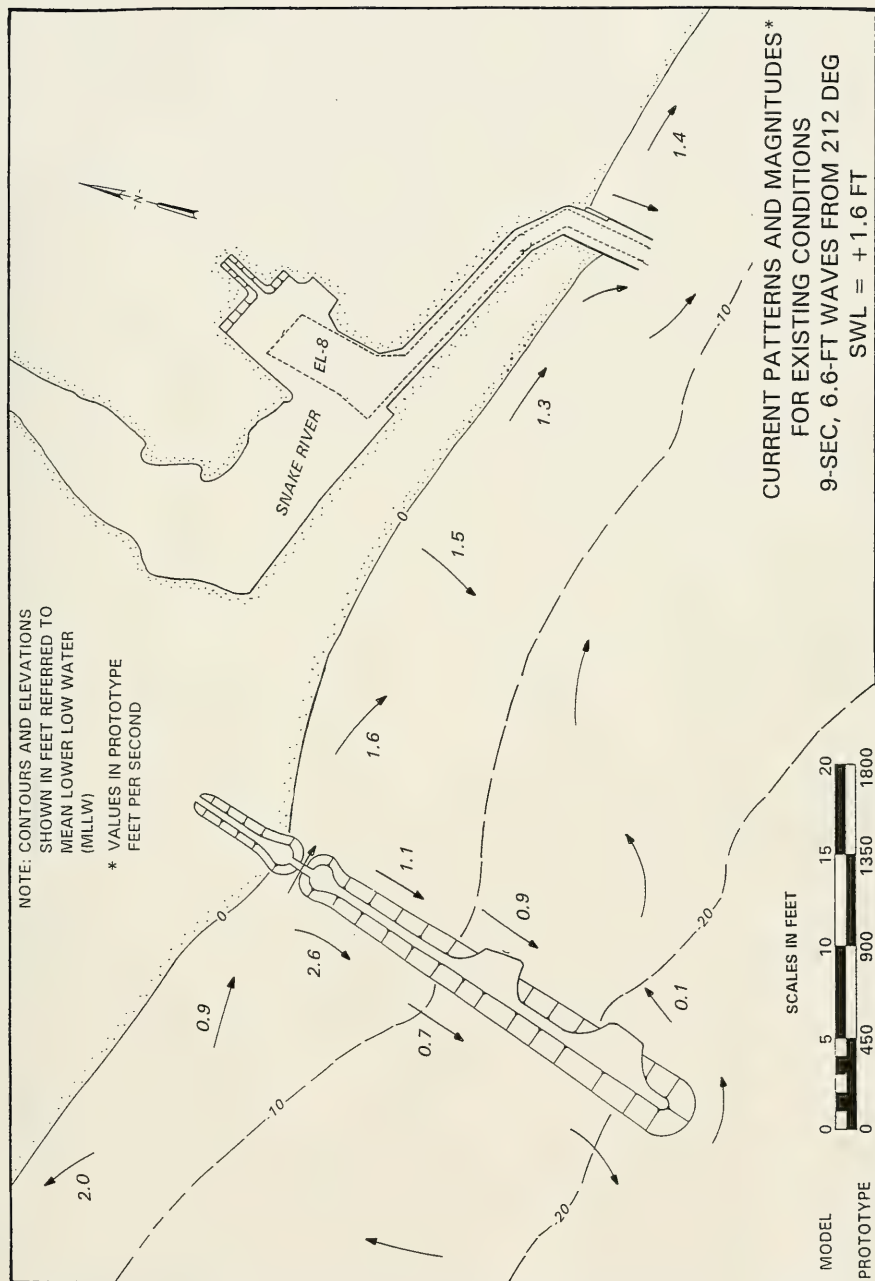 NOTE: CONTOURS AND ELEVATIONS
SHOWN IN FEET REFERRED TO
MEAN LOWER LOW WATER
(MLLW)
* VALUES IN PROTOTYPE
FEET PER SECOND
-N-
SNAKE RIVER
EL-8
0
0
2.0
0.9
2.6
1.6
1.5
1.3
1.4
1.1
0.9
0.7
0.1
-10
-10
-20
-20
SCALES IN FEET
MODEL 0 5 10 15 20
PROTOTYPE 0 450 900 1350 1800
CURRENT PATTERNS AND MAGNITUDES*
FOR EXISTING CONDITIONS
9-SEC, 6.6-FT WAVES FROM 212 DEG
SWL = +1.6 FT